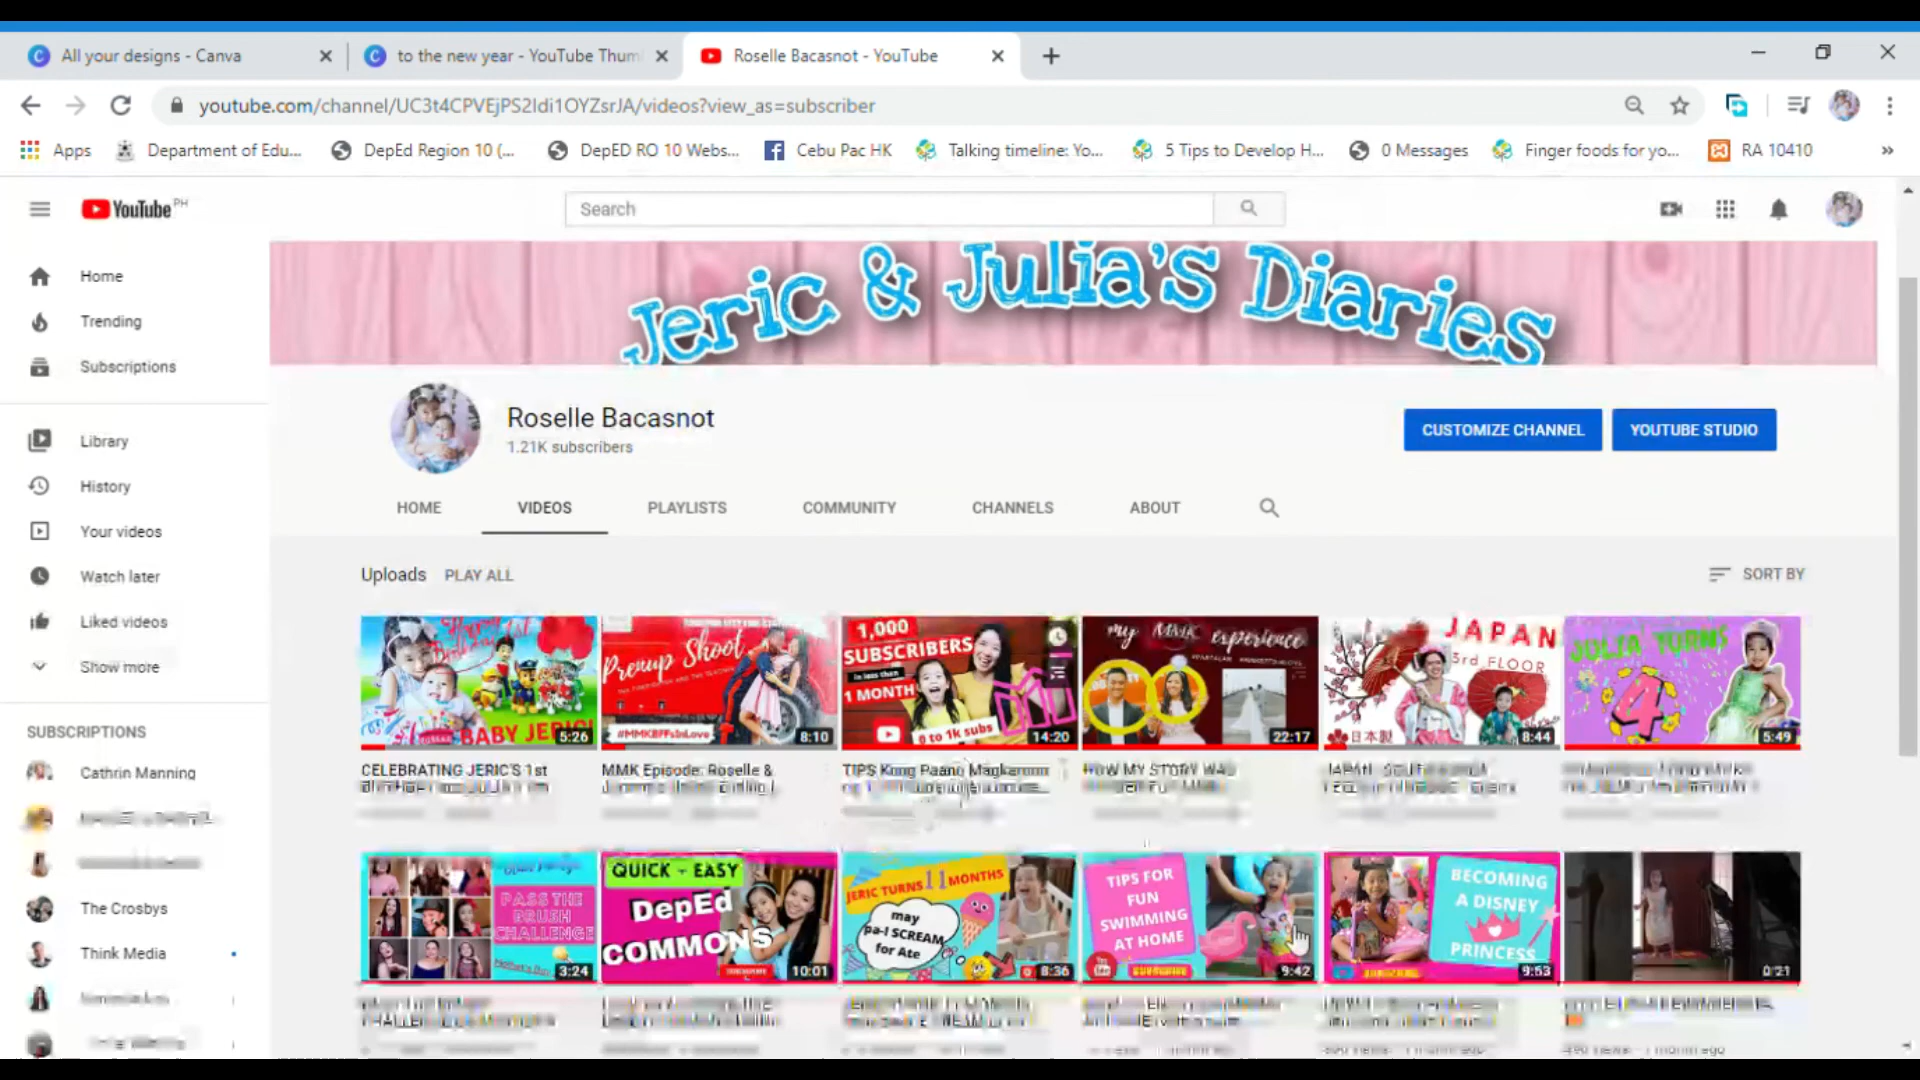 All your designs - Canva
to the new year - YouTube Thum
Roselle Bacasnot - YouTube
youtube.com/channel/UC3t4CPVEjPS2Idi1OYZsrJA/videos?view_as=subscriber
Apps
Department of Edu...
DepEd Region 10 (...
DepED RO 10 Webs...
Cebu Pac HK
Talking timeline: Yo...
5 Tips to Develop H...
0 Messages
Finger foods for yo...
RA 10410
»
YouTube PH
Search
Home
Trending
Subscriptions
Library
History
Your videos
Watch later
Liked videos
Show more
SUBSCRIPTIONS
Cathrin Manning
The Crosbys
Think Media
Jeric & Julia's Diaries
Roselle Bacasnot
1.21K subscribers
CUSTOMIZE CHANNEL
YOUTUBE STUDIO
HOME
VIDEOS
PLAYLISTS
COMMUNITY
CHANNELS
ABOUT
Uploads
PLAY ALL
SORT BY
BABY JERIC!
5:26
Prenup Shoot
#MMKBFFsInLove
8:10
1,000
SUBSCRIBERS
in less than
1 MONTH
0 to 1k subs
14:20
my MMK experience
22:17
JAPAN
3rd FLOOR
日本製
8:44
JULIA TURNS
4
5:49
CELEBRATING JERIC'S 1st
MMK Episode: Roselle &
TIPS Kung Paano Magkaroon
HOW MY STORY WAS
PASS THE
BRUSH
CHALLENGE
3:24
QUICK - EASY
DepEd
COMMONS
10:01
JERIC TURNS 11 MONTHS
may
pa-I SCREAM
for Ate
8:36
TIPS FOR
FUN
SWIMMING
AT HOME
SUBSCRIBE
9:42
BECOMING
A DISNEY
PRINCESS
9:53
0:21